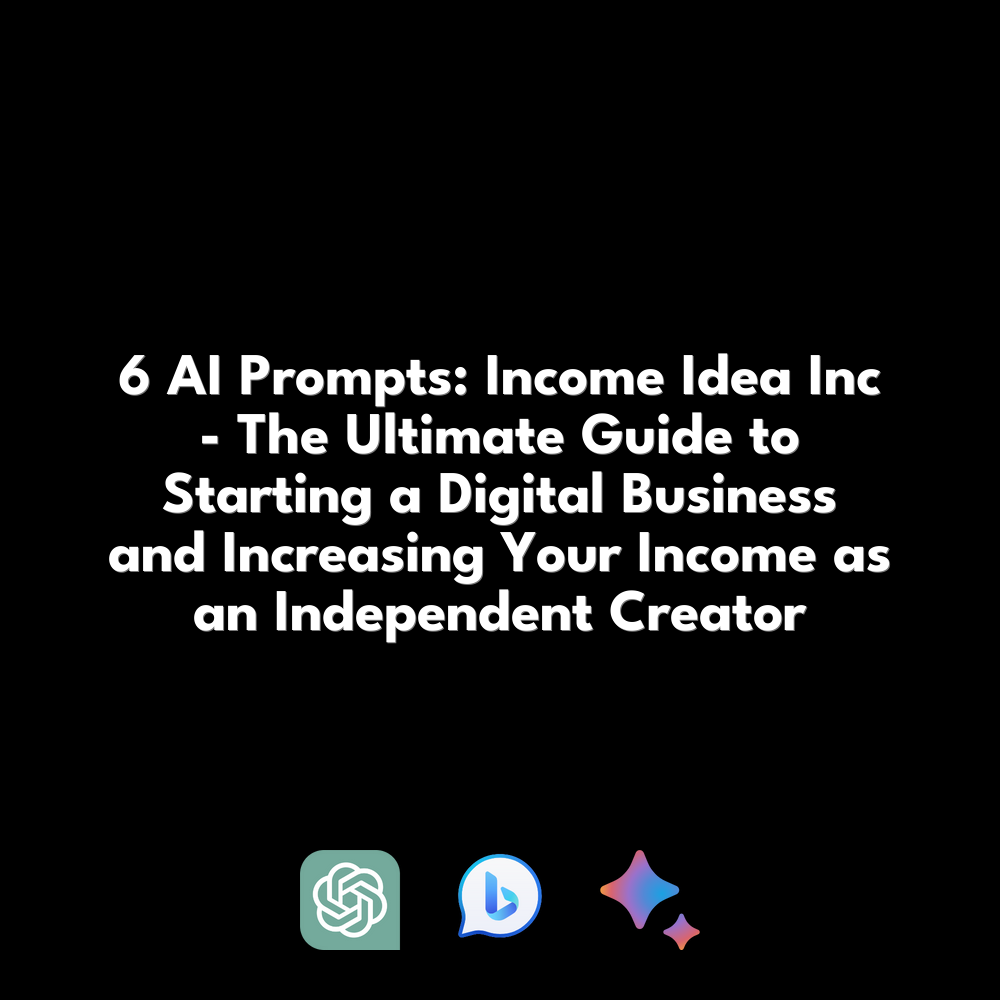 6 AI Prompts: Income Idea Inc
- The Ultimate Guide to
Starting a Digital Business
and Increasing Your Income as
an Independent Creator